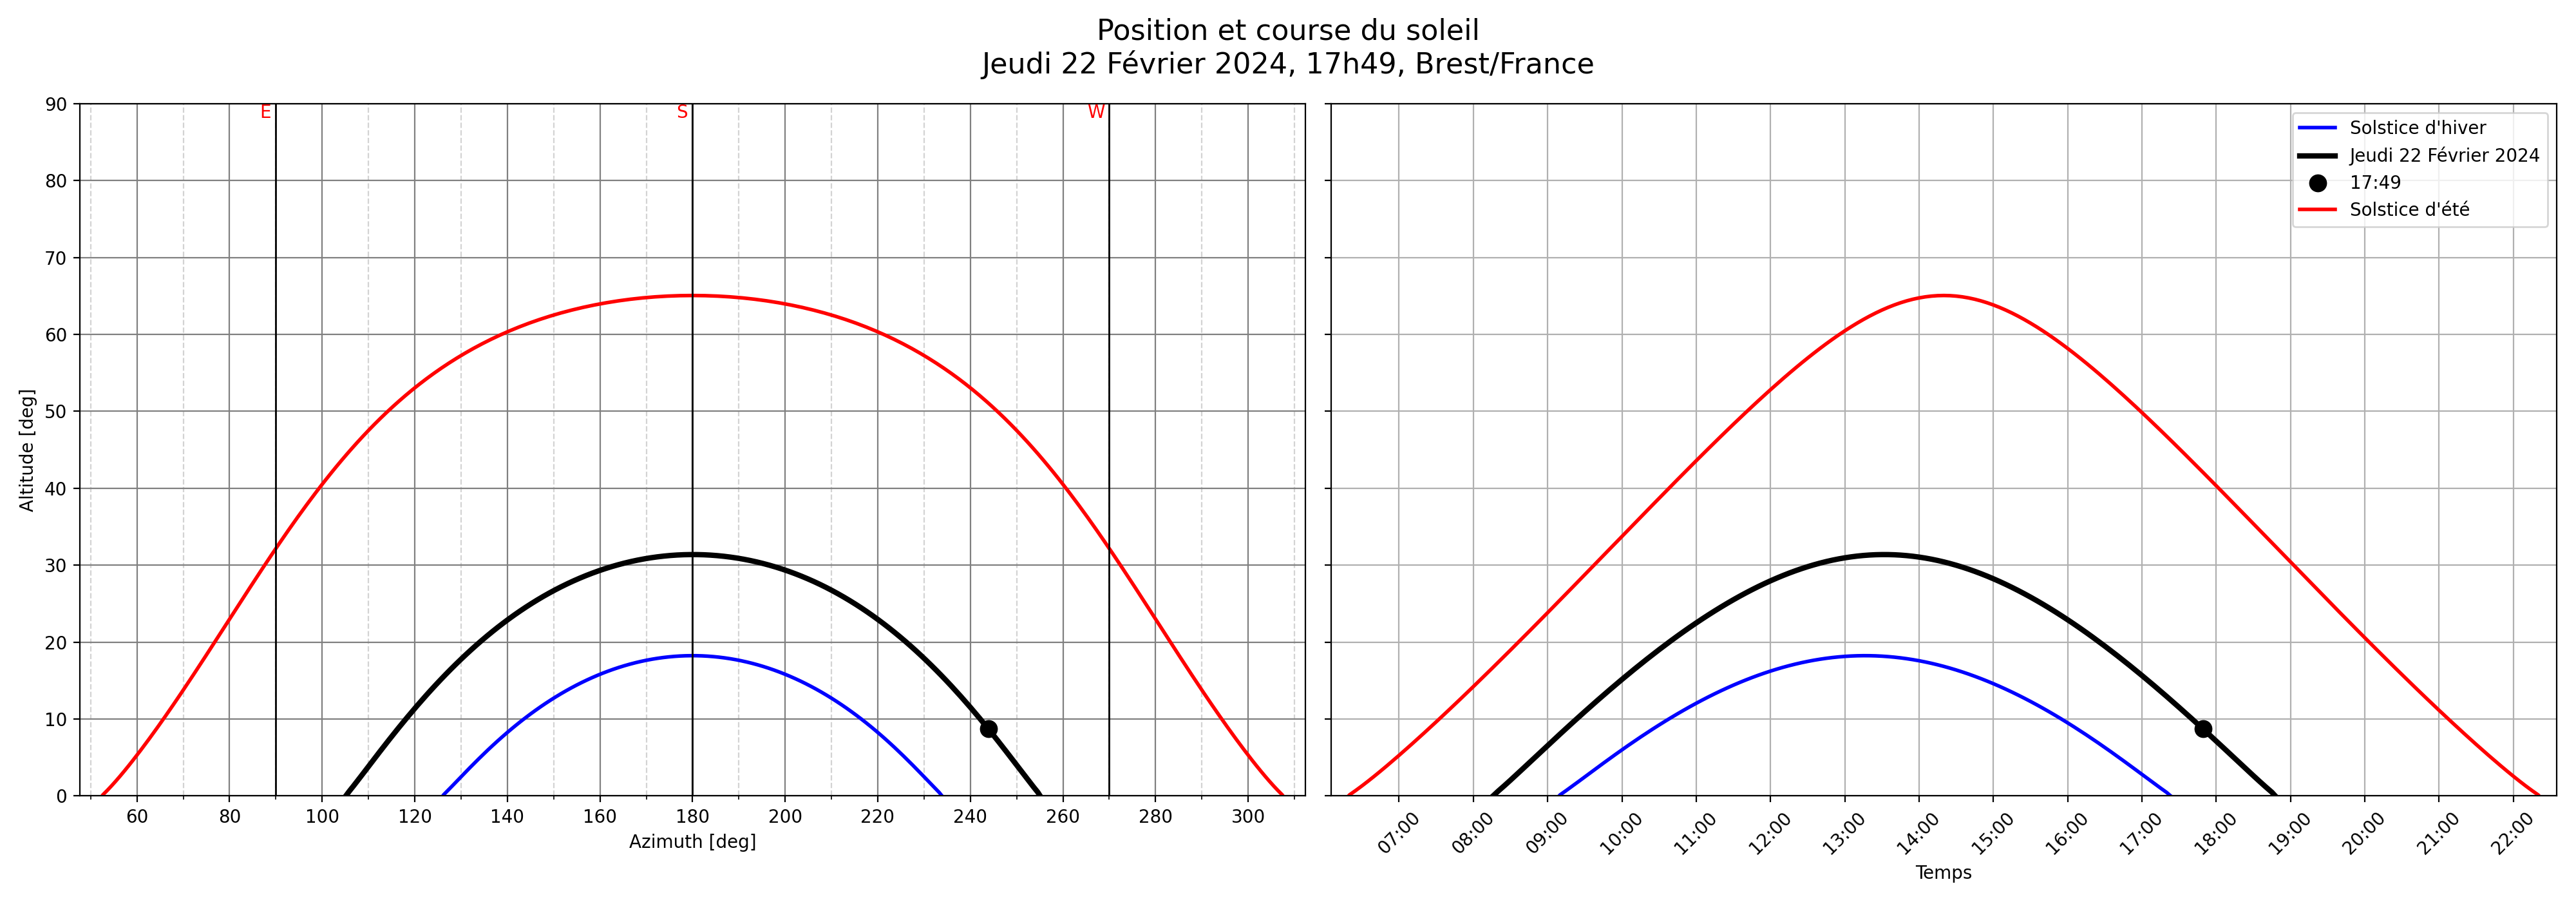 Position et course du soleil
Jeudi 22 Février 2024, 17h49, Brest/France
E
S
W
90
80
70
60
50
40
30
20
10
0
Altitude [deg]
60 80 100 120 140 160 180 200 220 240 260 280 300
Azimuth [deg]
Solstice d'hiver
Jeudi 22 Février 2024
17:49
Solstice d'été
07:00 08:00 09:00 10:00 11:00 12:00 13:00 14:00 15:00 16:00 17:00 18:00 19:00 20:00 21:00 22:00
Temps